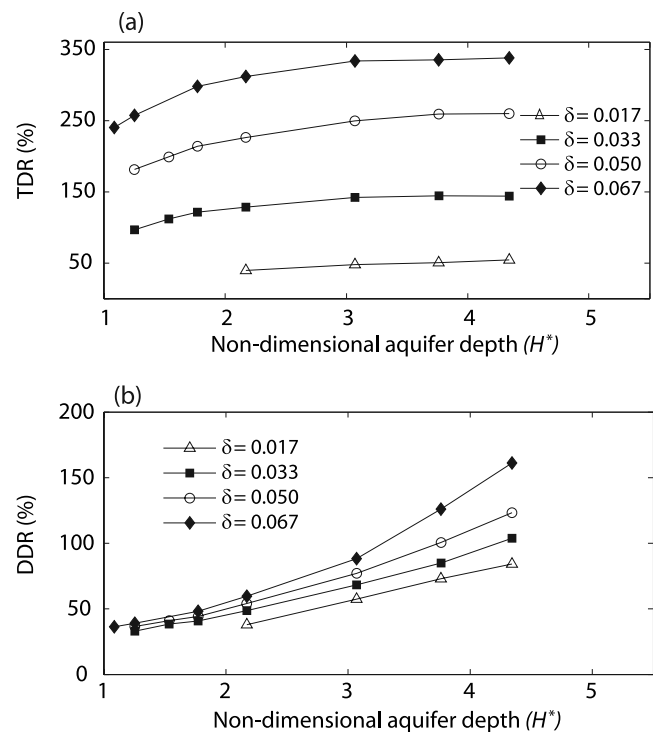 (a)
350
250
150
50
TDR (%)
δ = 0.017
δ = 0.033
δ = 0.050
δ = 0.067
1 2 3 4 5
Non-dimensional aquifer depth (H*)
(b)
200
150
100
50
0
DDR (%)
δ = 0.017
δ = 0.033
δ = 0.050
δ = 0.067
1 2 3 4 5
Non-dimensional aquifer depth (H*)